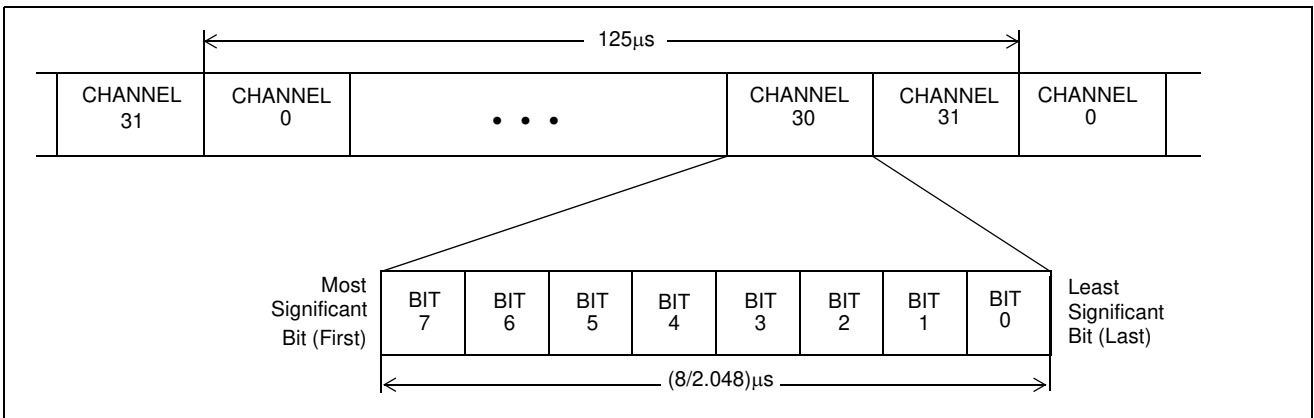 125μs
CHANNEL
31
CHANNEL
0
• • •
CHANNEL
30
CHANNEL
31
CHANNEL
0
Most
Significant
Bit (First)
BIT
7
BIT
6
BIT
5
BIT
4
BIT
3
BIT
2
BIT
1
BIT
0
Least
Significant
Bit (Last)
(8/2.048)μs